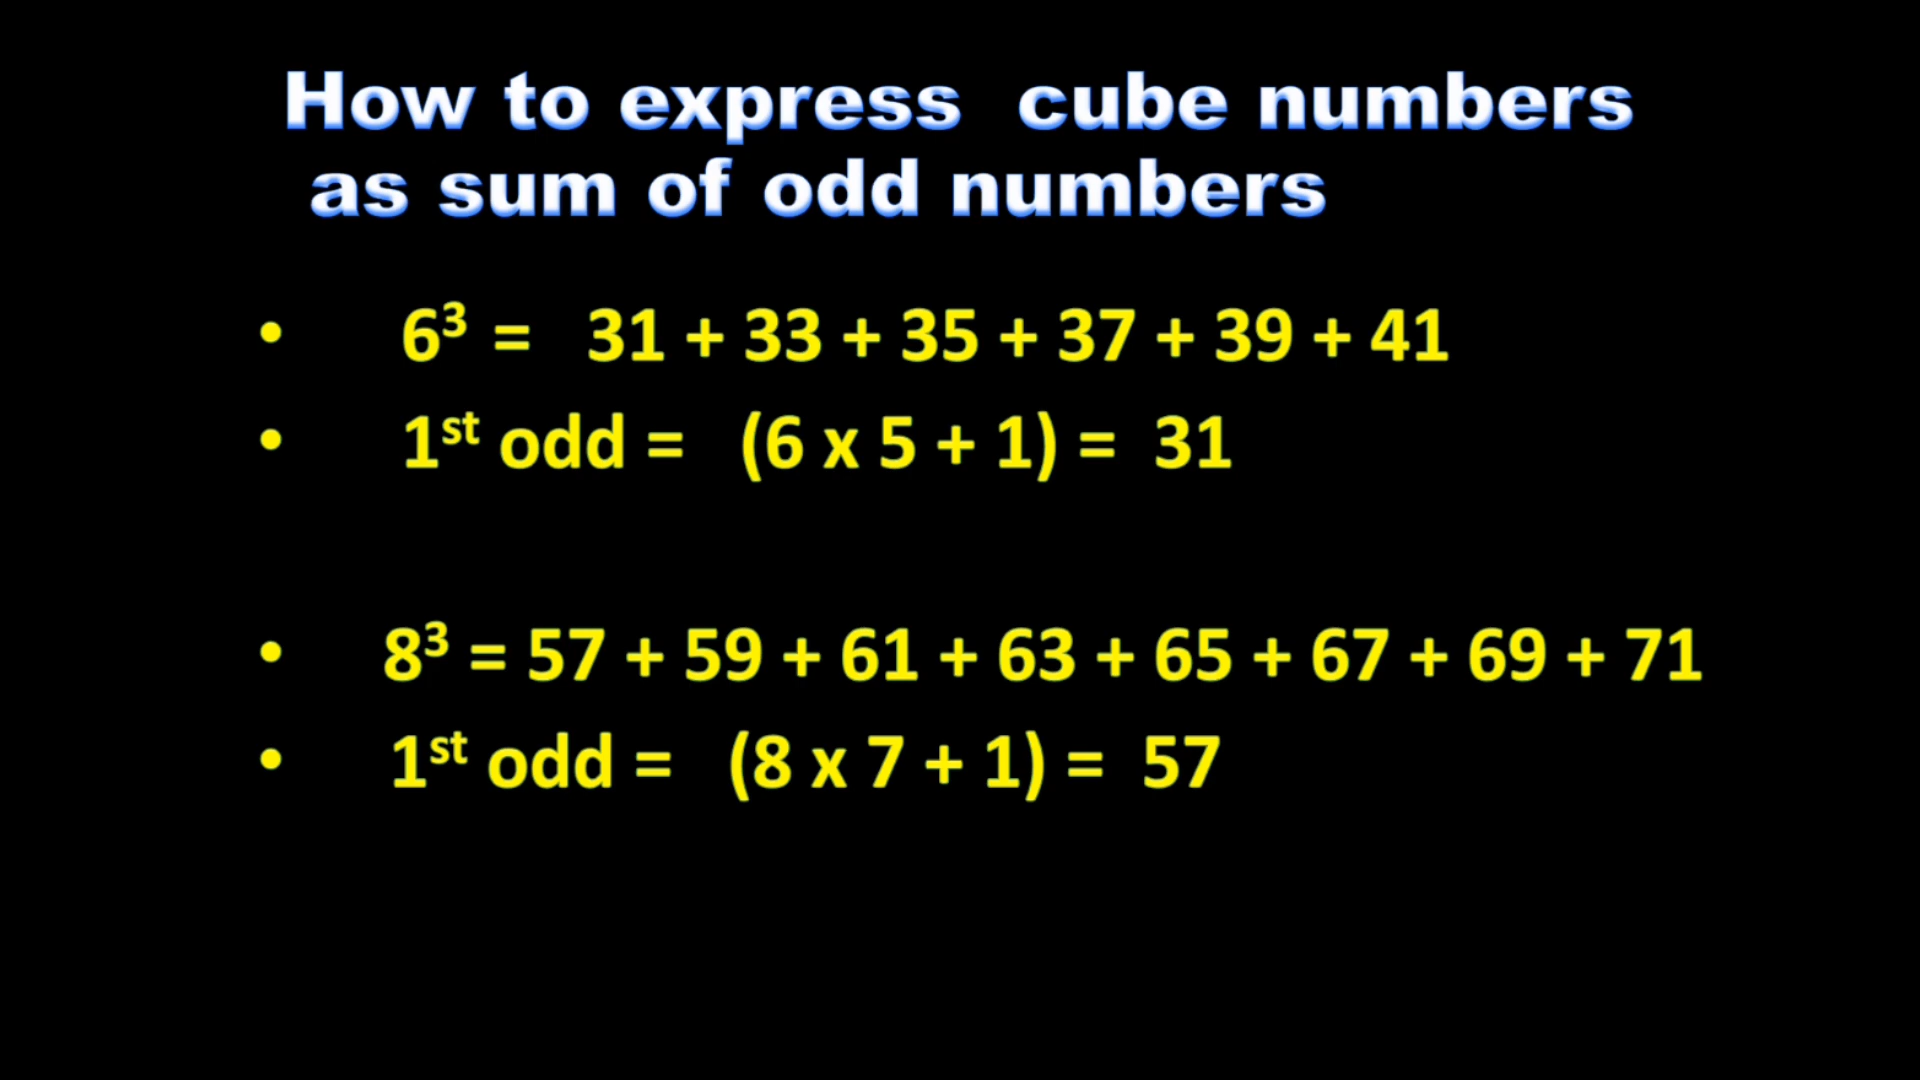 How to express cube numbers
as sum of odd numbers
• 6³ = 31 + 33 + 35 + 37 + 39 + 41
• 1ˢᵗ odd = (6 x 5 + 1) = 31
• 8³ = 57 + 59 + 61 + 63 + 65 + 67 + 69 + 71
• 1ˢᵗ odd = (8 x 7 + 1) = 57